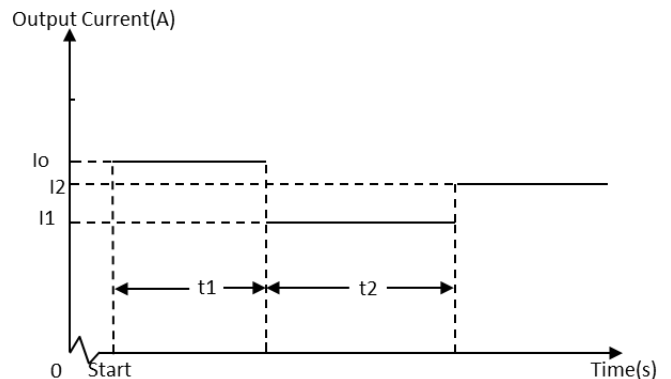 Output Current(A)
Io
I2
I1
t1
t2
0
Start
Time(s)